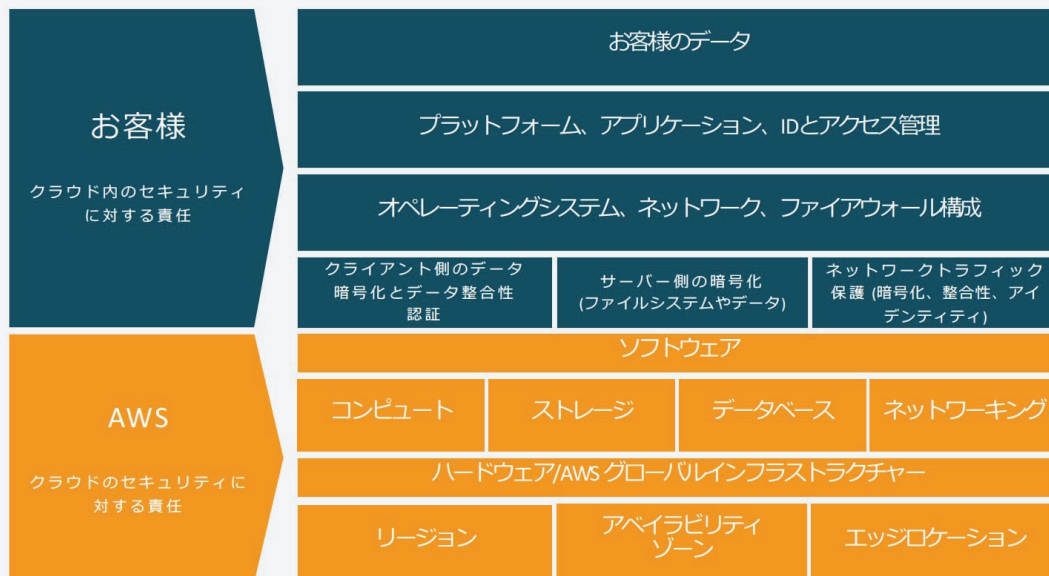 お客様
クラウド内のセキュリティ
に対する責任
お客様のデータ
プラットフォーム、アプリケーション、IDとアクセス管理
オペレーティングシステム、ネットワーク、ファイアウォール構成
クライアント側のデータ
暗号化とデータ整合性
認証
サーバー側の暗号化
(ファイルシステムやデータ)
ネットワークトラフィック
保護 (暗号化、整合性、アイ
デンティティ)
AWS
クラウドのセキュリティに
対する責任
ソフトウェア
コンピュート
ストレージ
データベース
ネットワーキング
ハードウェア/AWS グローバルインフラストラクチャー
リージョン
アベイラビリティ
ゾーン
エッジロケーション